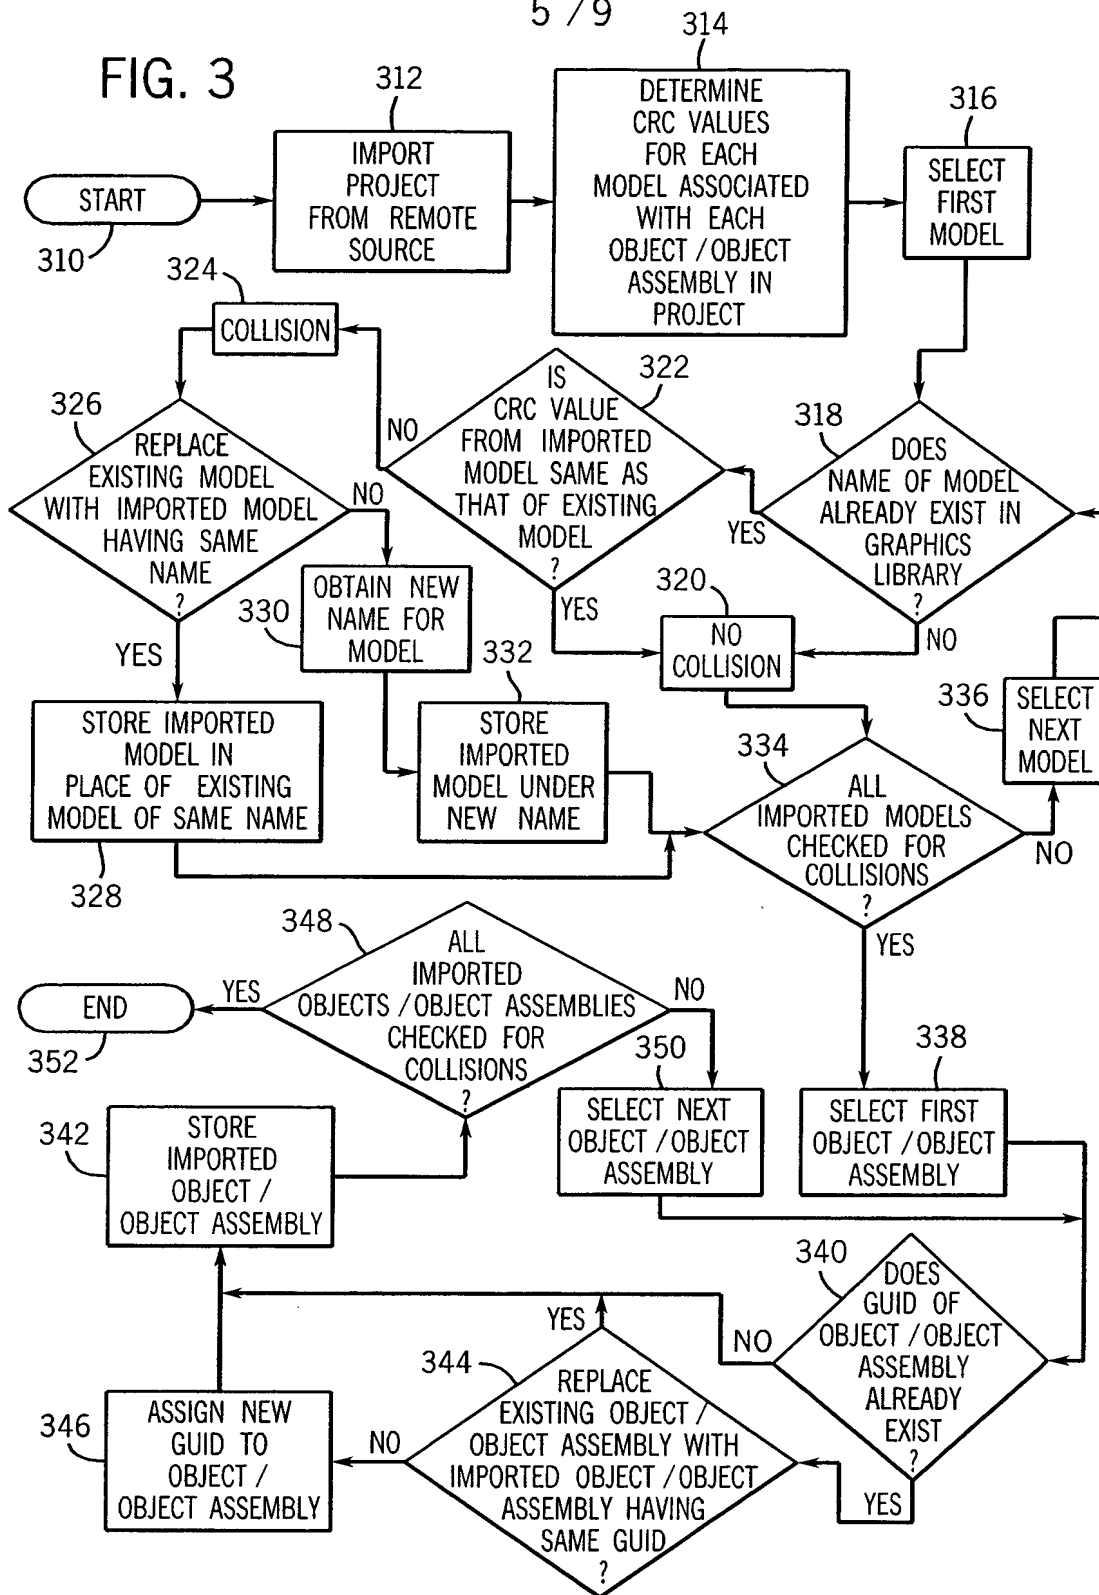 5 / 9
FIG. 3
START
310
312
IMPORT
PROJECT
FROM REMOTE
SOURCE
314
DETERMINE
CRC VALUES
FOR EACH
MODEL ASSOCIATED
WITH EACH
OBJECT / OBJECT
ASSEMBLY IN
PROJECT
316
SELECT
FIRST
MODEL
324
COLLISION
326
REPLACE
EXISTING MODEL
WITH IMPORTED MODEL
HAVING SAME
NAME
?
NO
YES
322
IS
CRC VALUE
FROM IMPORTED
MODEL SAME AS
THAT OF EXISTING
MODEL
?
NO
YES
318
DOES
NAME OF MODEL
ALREADY EXIST IN
GRAPHICS
LIBRARY
?
YES
NO
330
OBTAIN NEW
NAME FOR
MODEL
320
NO
COLLISION
STORE IMPORTED
MODEL IN
PLACE OF EXISTING
MODEL OF SAME NAME
328
332
STORE
IMPORTED
MODEL UNDER
NEW NAME
334
ALL
IMPORTED MODELS
CHECKED FOR
COLLISIONS
?
NO
YES
336
SELECT
NEXT
MODEL
348
ALL
IMPORTED
OBJECTS / OBJECT ASSEMBLIES
CHECKED FOR
COLLISIONS
?
YES
NO
END
352
350
SELECT NEXT
OBJECT / OBJECT
ASSEMBLY
338
SELECT FIRST
OBJECT / OBJECT
ASSEMBLY
342
STORE
IMPORTED
OBJECT /
OBJECT ASSEMBLY
340
DOES
GUID OF
OBJECT / OBJECT
ASSEMBLY
ALREADY
EXIST
?
NO
YES
344
REPLACE
EXISTING OBJECT /
OBJECT ASSEMBLY WITH
IMPORTED OBJECT / OBJECT
ASSEMBLY HAVING
SAME GUID
?
YES
NO
346
ASSIGN NEW
GUID TO
OBJECT /
OBJECT ASSEMBLY